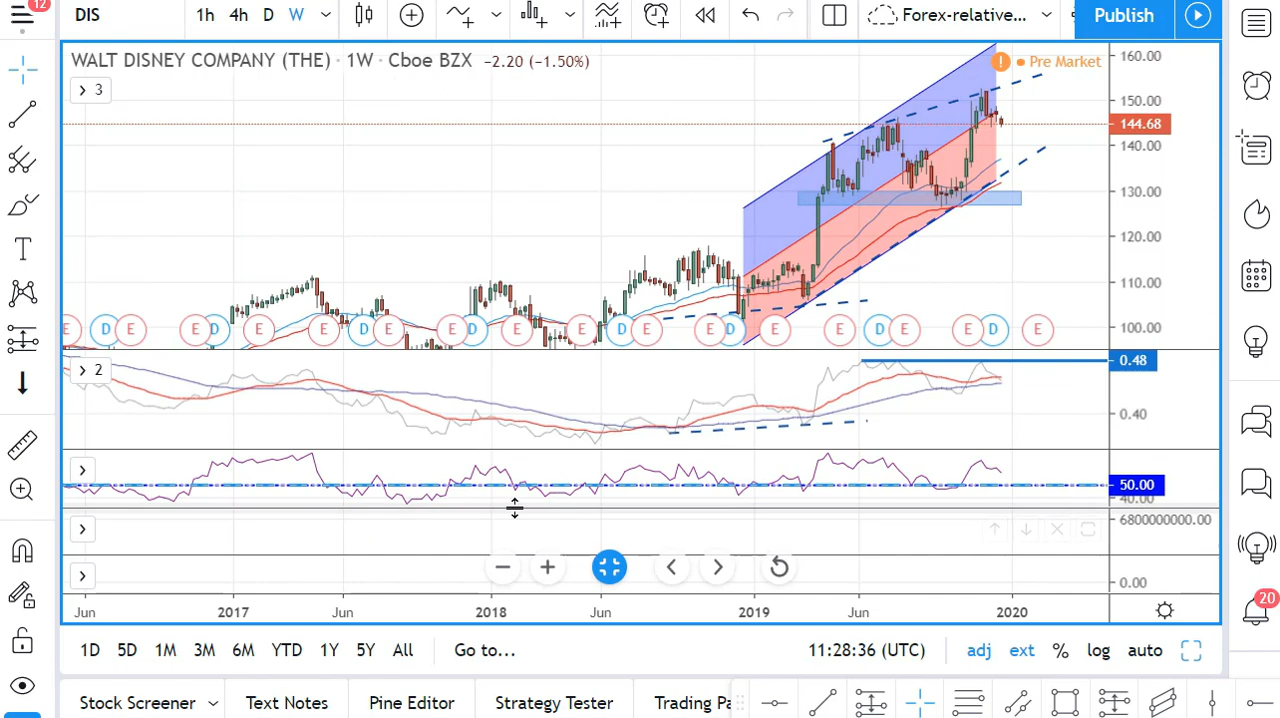 12
DIS 1h 4h D W Forex-relative... Publish
WALT DISNEY COMPANY (THE) · 1W · Cboe BZX −2.20 (−1.50%)
Pre Market
3
160.00
150.00
144.68
140.00
130.00
120.00
110.00
100.00
E D E E D E E D E E D E E D E E D E E D E E D E
2
0.48
0.40
50.00
40.00
6800000000.00
0.00
Jun 2017 Jun 2018 Jun 2019 Jun 2020
1D 5D 1M 3M 6M YTD 1Y 5Y All Go to... 11:28:36 (UTC) adj ext % log auto
20
Stock Screener Text Notes Pine Editor Strategy Tester Trading Pa